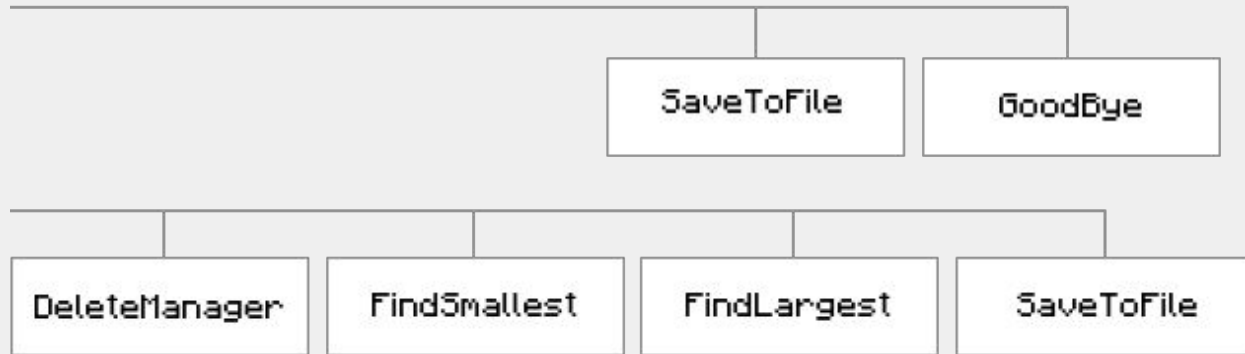 SaveToFile
GoodBye
DeleteManager
FindSmallest
FindLargest
SaveToFile